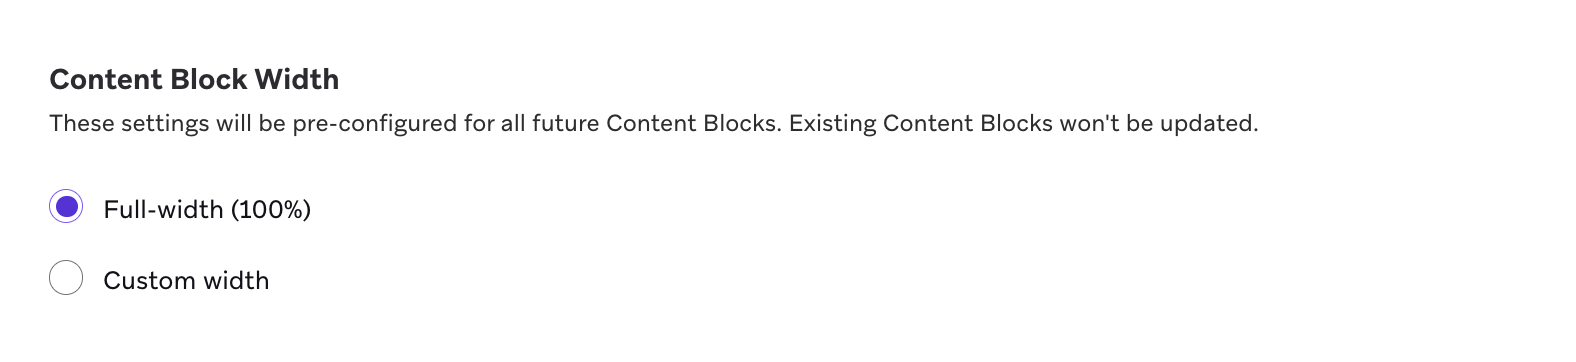 Content Block Width
These settings will be pre-configured for all future Content Blocks. Existing Content Blocks won't be updated.
Full-width (100%)
Custom width